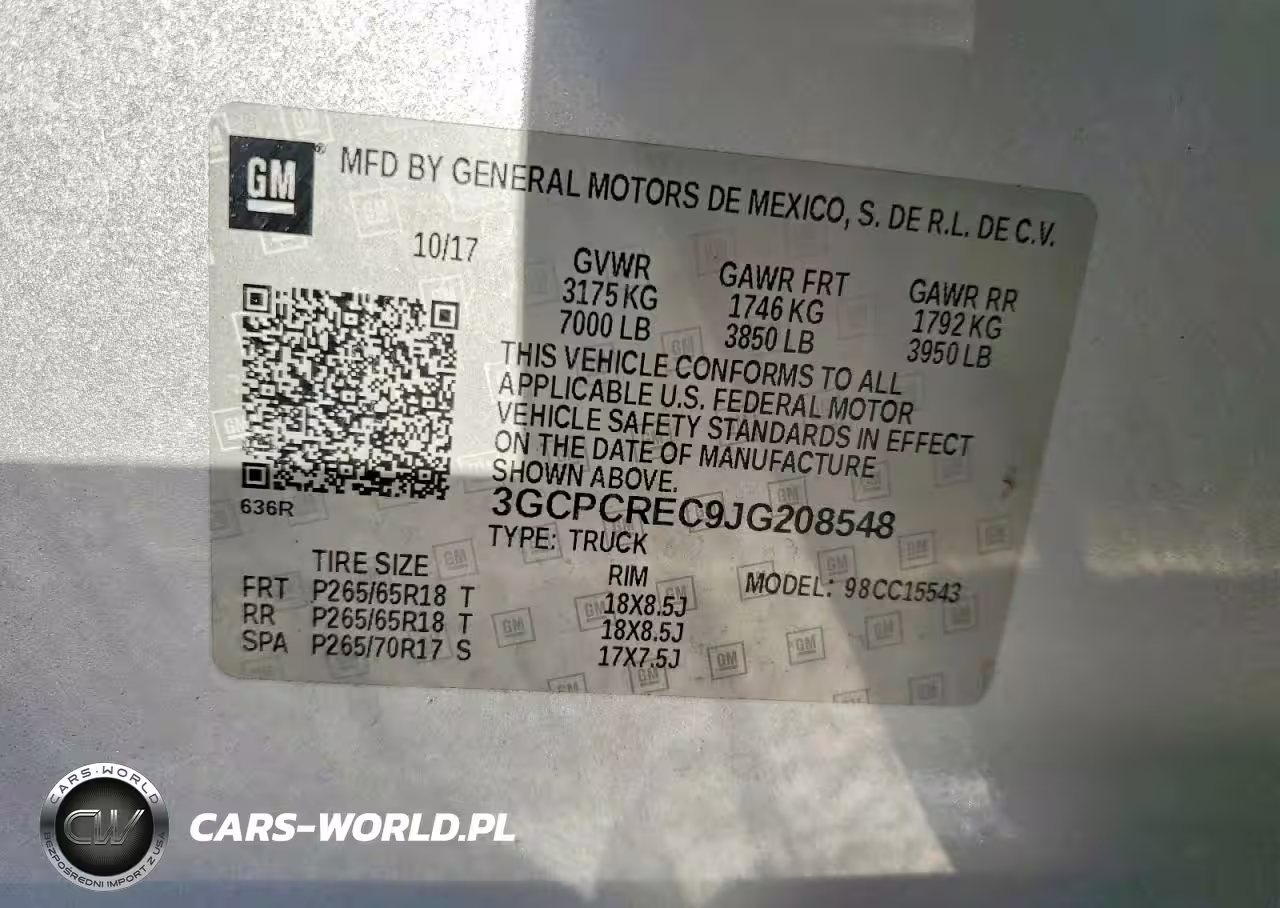 GM® MFD BY GENERAL MOTORS DE MEXICO, S. DE R.L. DE C.V.
10/17
GVWR GAWR FRT GAWR RR
3175 KG 1746 KG 1792 KG
7000 LB 3850 LB 3950 LB
THIS VEHICLE CONFORMS TO ALL
APPLICABLE U.S. FEDERAL MOTOR
VEHICLE SAFETY STANDARDS IN EFFECT
ON THE DATE OF MANUFACTURE
SHOWN ABOVE.
636R
3GCPCREC9JG208548
TYPE: TRUCK
TIRE SIZE RIM MODEL: 98CC15543
FRT P265/65R18 T 18X8.5J
RR P265/65R18 T 18X8.5J
SPA P265/70R17 S 17X7.5J
CARS-WORLD
CW
BEZPOŚREDNI IMPORT Z USA
CARS-WORLD.PL